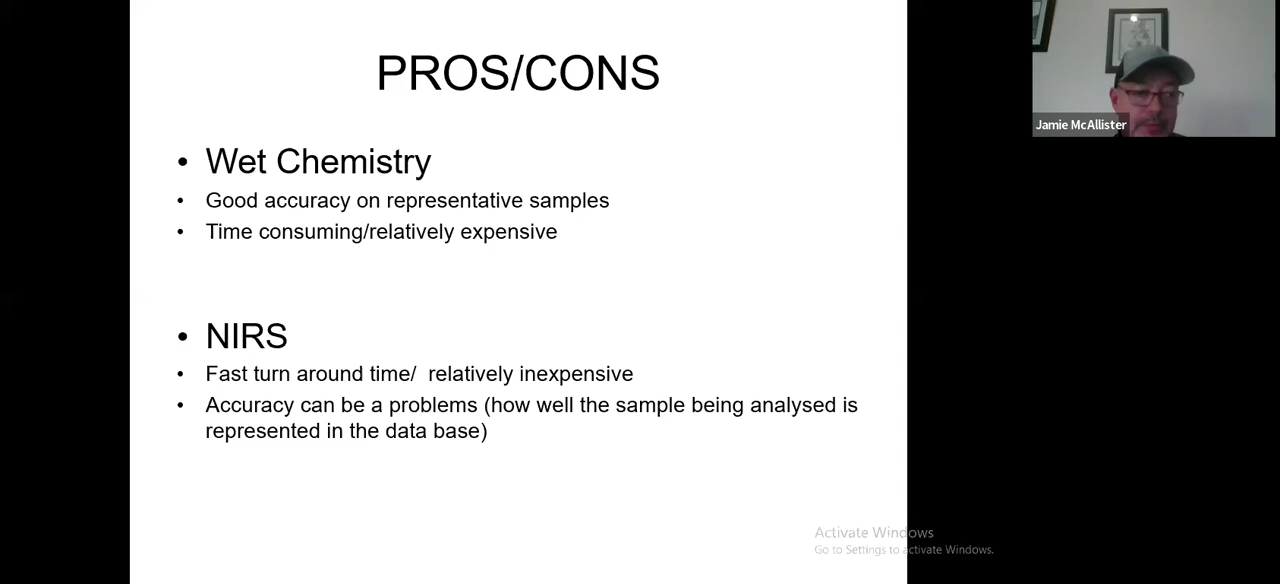 PROS/CONS
• Wet Chemistry
• Good accuracy on representative samples
• Time consuming/relatively expensive
• NIRS
• Fast turn around time/  relatively inexpensive
• Accuracy can be a problems (how well the sample being analysed is
represented in the data base)
Jamie McAllister
Activate Windows
Go to Settings to activate Windows.